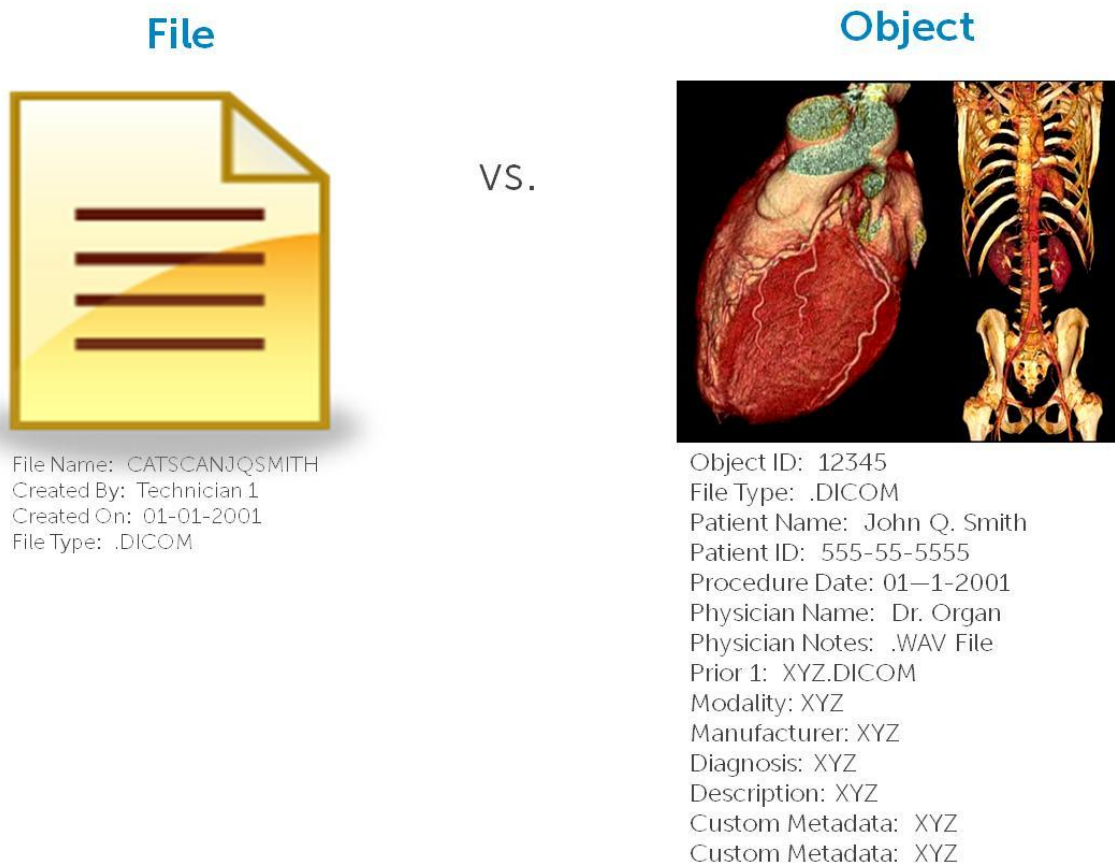 File
Object
vs.
File Name: CATSCANJQSMITH
Created By: Technician 1
Created On: 01-01-2001
File Type: .DICOM
Object ID: 12345
File Type: .DICOM
Patient Name: John Q. Smith
Patient ID: 555-55-5555
Procedure Date: 01—1-2001
Physician Name: Dr. Organ
Physician Notes: .WAV File
Prior 1: XYZ.DICOM
Modality: XYZ
Manufacturer: XYZ
Diagnosis: XYZ
Description: XYZ
Custom Metadata: XYZ
Custom Metadata: XYZ